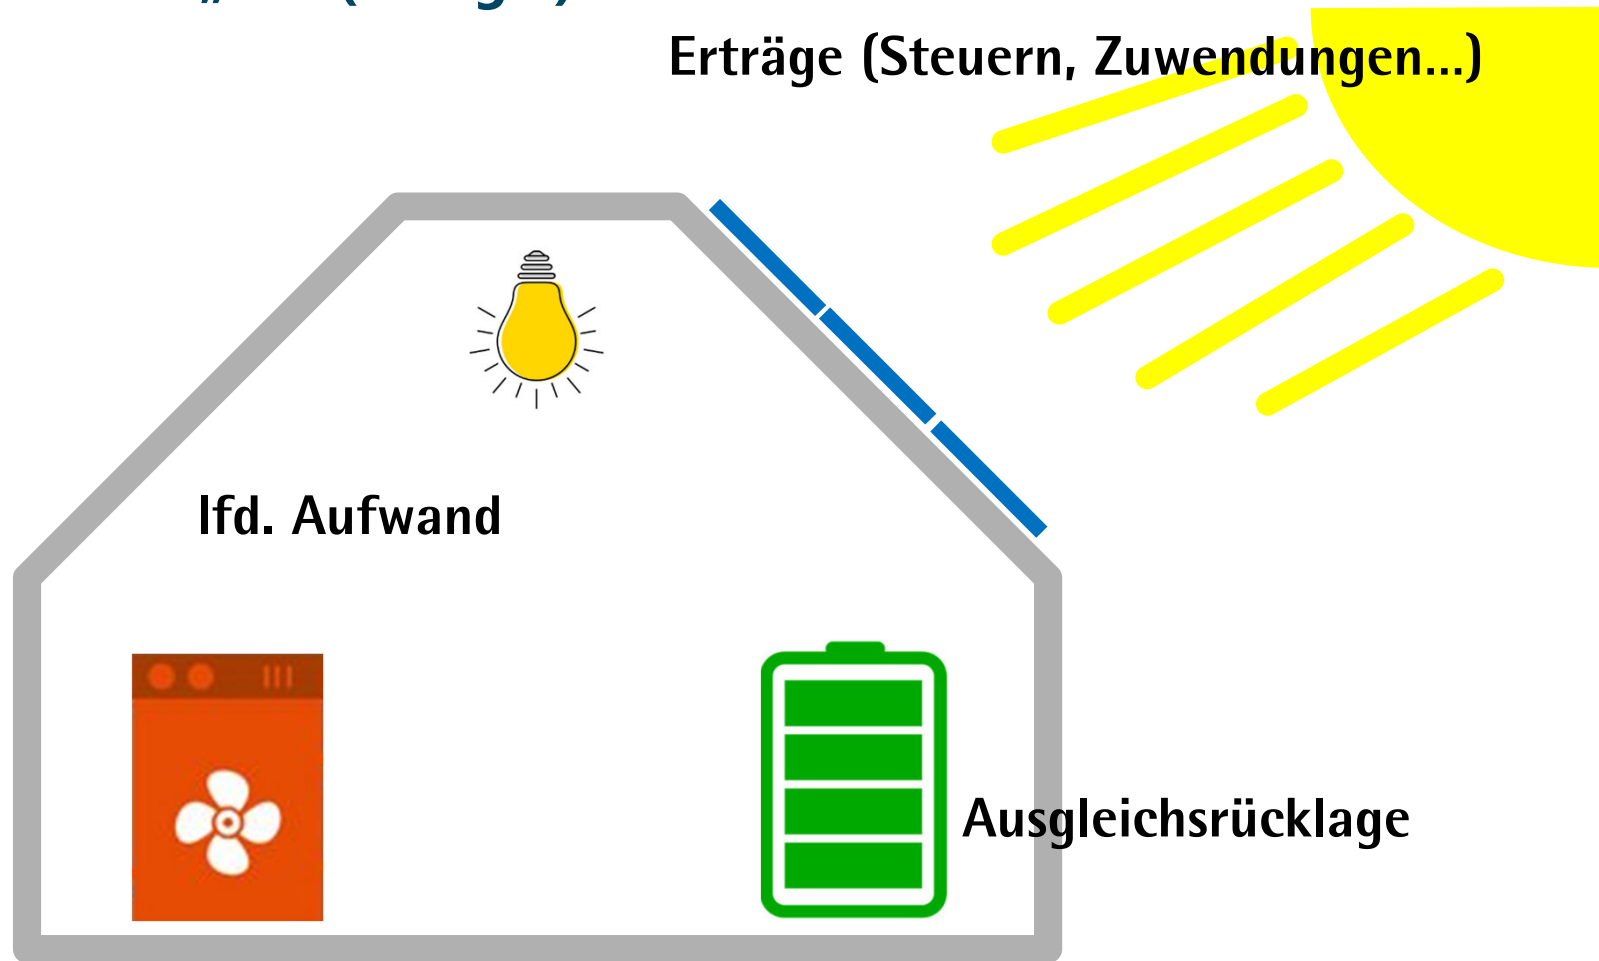 Erträge (Steuern, Zuwendungen...)
lfd. Aufwand
Ausgleichsrücklage